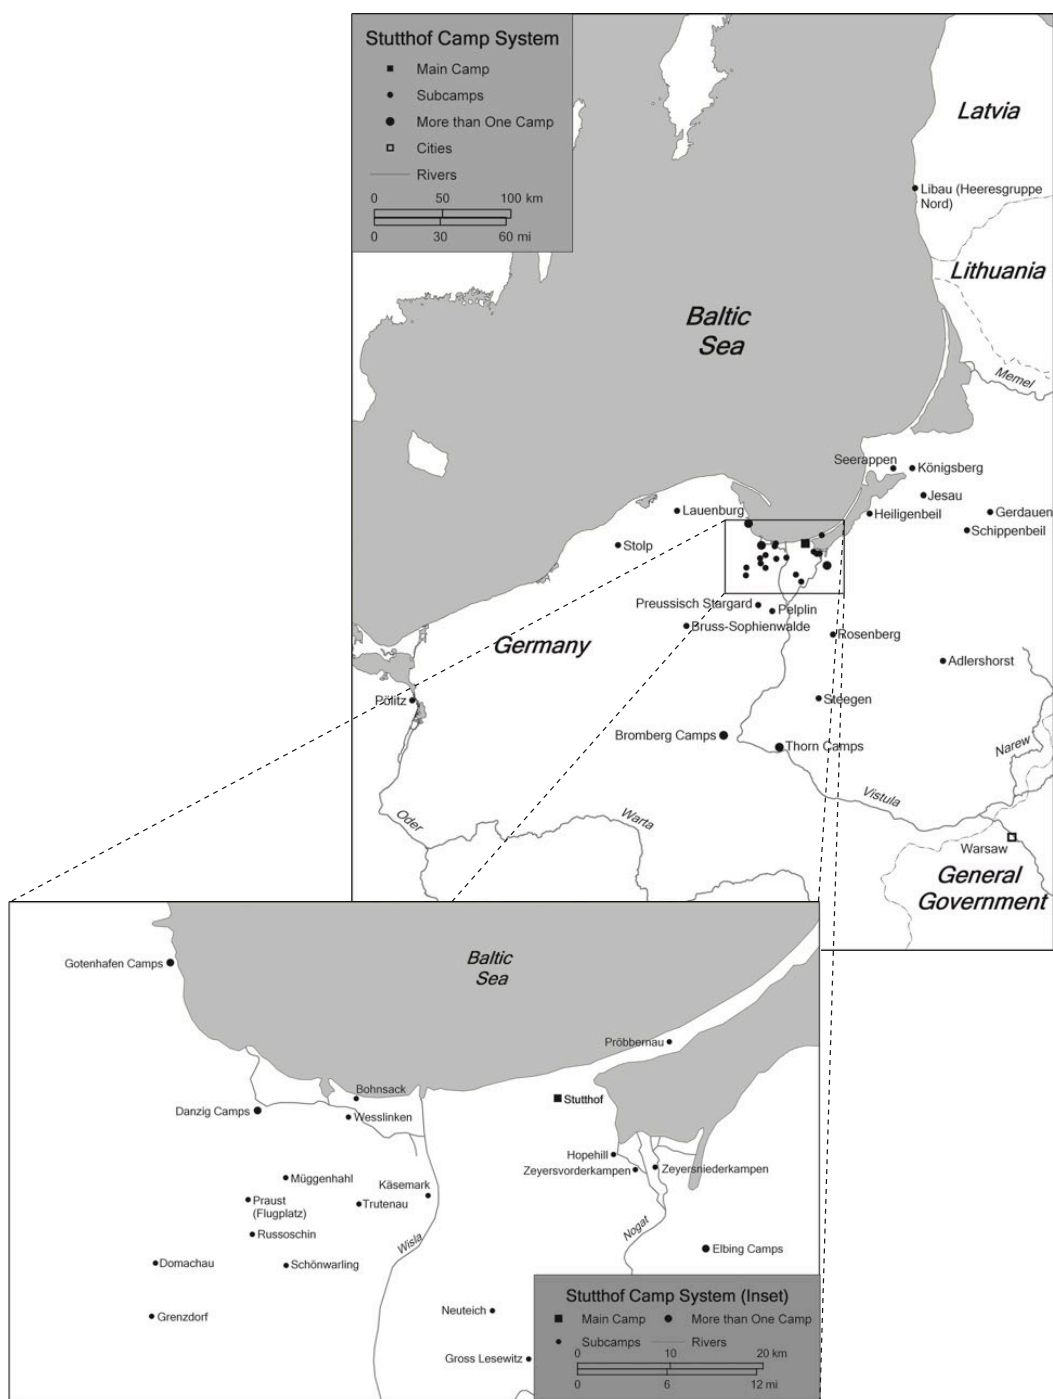 Stutthof Camp System
Main Camp
Subcamps
More than One Camp
Cities
Rivers
0 50 100 km
0 30 60 mi
Latvia
Libau (Heeresgruppe
Nord)
Lithuania
Baltic
Sea
Memel
Seerappen
Königsberg
Jesau
Lauenburg
Heiligenbeil
Gerdauen
Schippenbeil
Stolp
Preussisch Stargard
Pelplin
Bruss-Sophienwalde
Rosenberg
Germany
Adlershorst
Pölitz
Steegen
Bromberg Camps
Thorn Camps
Narew
Vistula
Oder
Warta
Warsaw
General
Government
Baltic
Sea
Gotenhafen Camps
Pröbbernau
Bohnsack
Stutthof
Danzig Camps
Wesslinken
Hopehill
Zeyersvorderkampen
Zeyersniederkampen
Müggenhahl
Käsemark
Praust
(Flugplatz)
Trutenau
Russoschin
Wisla
Nogat
Elbing Camps
Domachau
Schönwarling
Grenzdorf
Neuteich
Gross Lesewitz
Stutthof Camp System (Inset)
Main Camp More than One Camp
Subcamps Rivers
0 10 20 km
0 6 12 mi